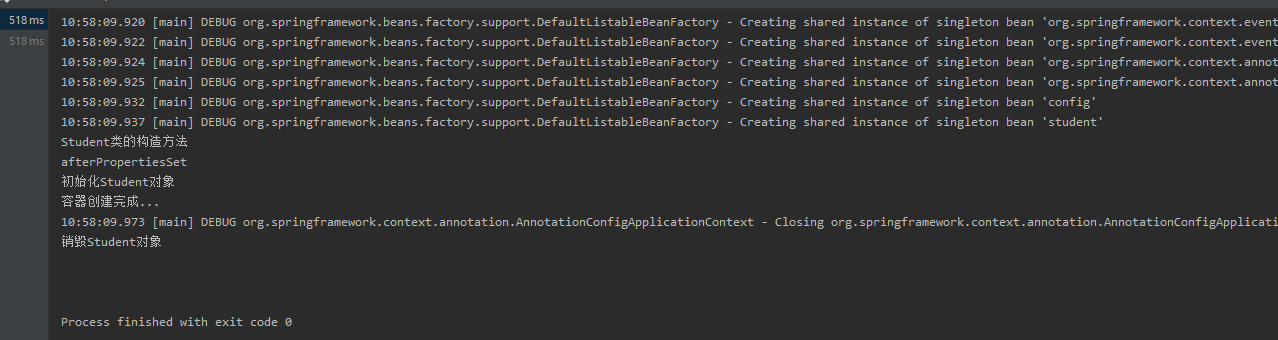 518 ms
518 ms
10:58:09.920 [main] DEBUG org.springframework.beans.factory.support.DefaultListableBeanFactory - Creating shared instance of singleton bean 'org.springframework.context.event
10:58:09.922 [main] DEBUG org.springframework.beans.factory.support.DefaultListableBeanFactory - Creating shared instance of singleton bean 'org.springframework.context.event
10:58:09.924 [main] DEBUG org.springframework.beans.factory.support.DefaultListableBeanFactory - Creating shared instance of singleton bean 'org.springframework.context.annot
10:58:09.925 [main] DEBUG org.springframework.beans.factory.support.DefaultListableBeanFactory - Creating shared instance of singleton bean 'org.springframework.context.annot
10:58:09.932 [main] DEBUG org.springframework.beans.factory.support.DefaultListableBeanFactory - Creating shared instance of singleton bean 'config'
10:58:09.937 [main] DEBUG org.springframework.beans.factory.support.DefaultListableBeanFactory - Creating shared instance of singleton bean 'student'
Student类的构造方法
afterPropertiesSet
初始化Student对象
容器创建完成...
10:58:09.973 [main] DEBUG org.springframework.context.annotation.AnnotationConfigApplicationContext - Closing org.springframework.context.annotation.AnnotationConfigApplicati
销毁Student对象
Process finished with exit code 0